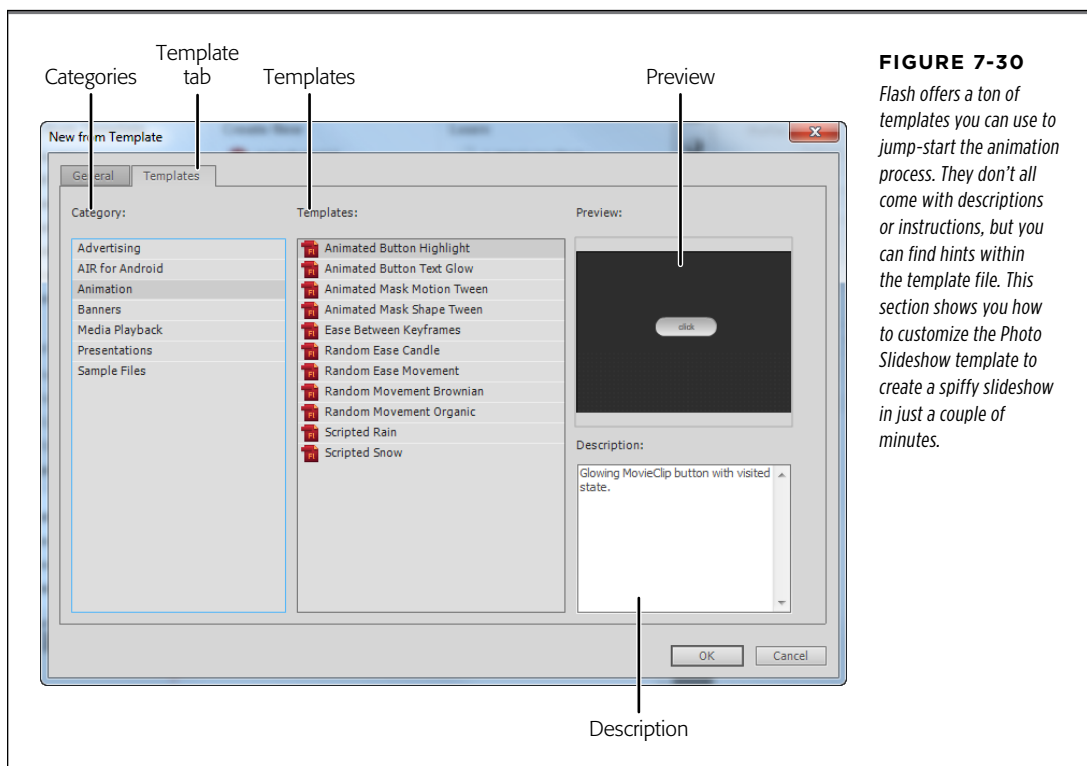 Categories
Template
tab
Templates
Preview
New from Template
General
Templates
Category:
Advertising
AIR for Android
Animation
Banners
Media Playback
Presentations
Sample Files
Templates:
Animated Button Highlight
Animated Button Text Glow
Animated Mask Motion Tween
Animated Mask Shape Tween
Ease Between Keyframes
Random Ease Candle
Random Ease Movement
Random Movement Brownian
Random Movement Organic
Scripted Rain
Scripted Snow
Preview:
click
Description:
Glowing MovieClip button with visited
state.
OK
Cancel
Description
FIGURE 7-30
Flash offers a ton of
templates you can use to
jump-start the animation
process. They don’t all
come with descriptions
or instructions, but you
can find hints within
the template file. This
section shows you how
to customize the Photo
Slideshow template to
create a spiffy slideshow
in just a couple of
minutes.